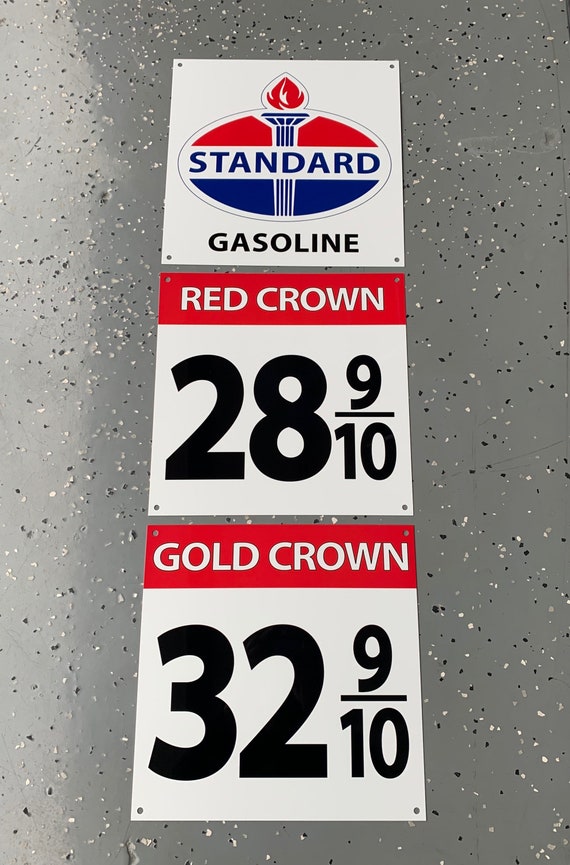 STANDARD
GASOLINE
RED CROWN
28 9/10
GOLD CROWN
32 9/10